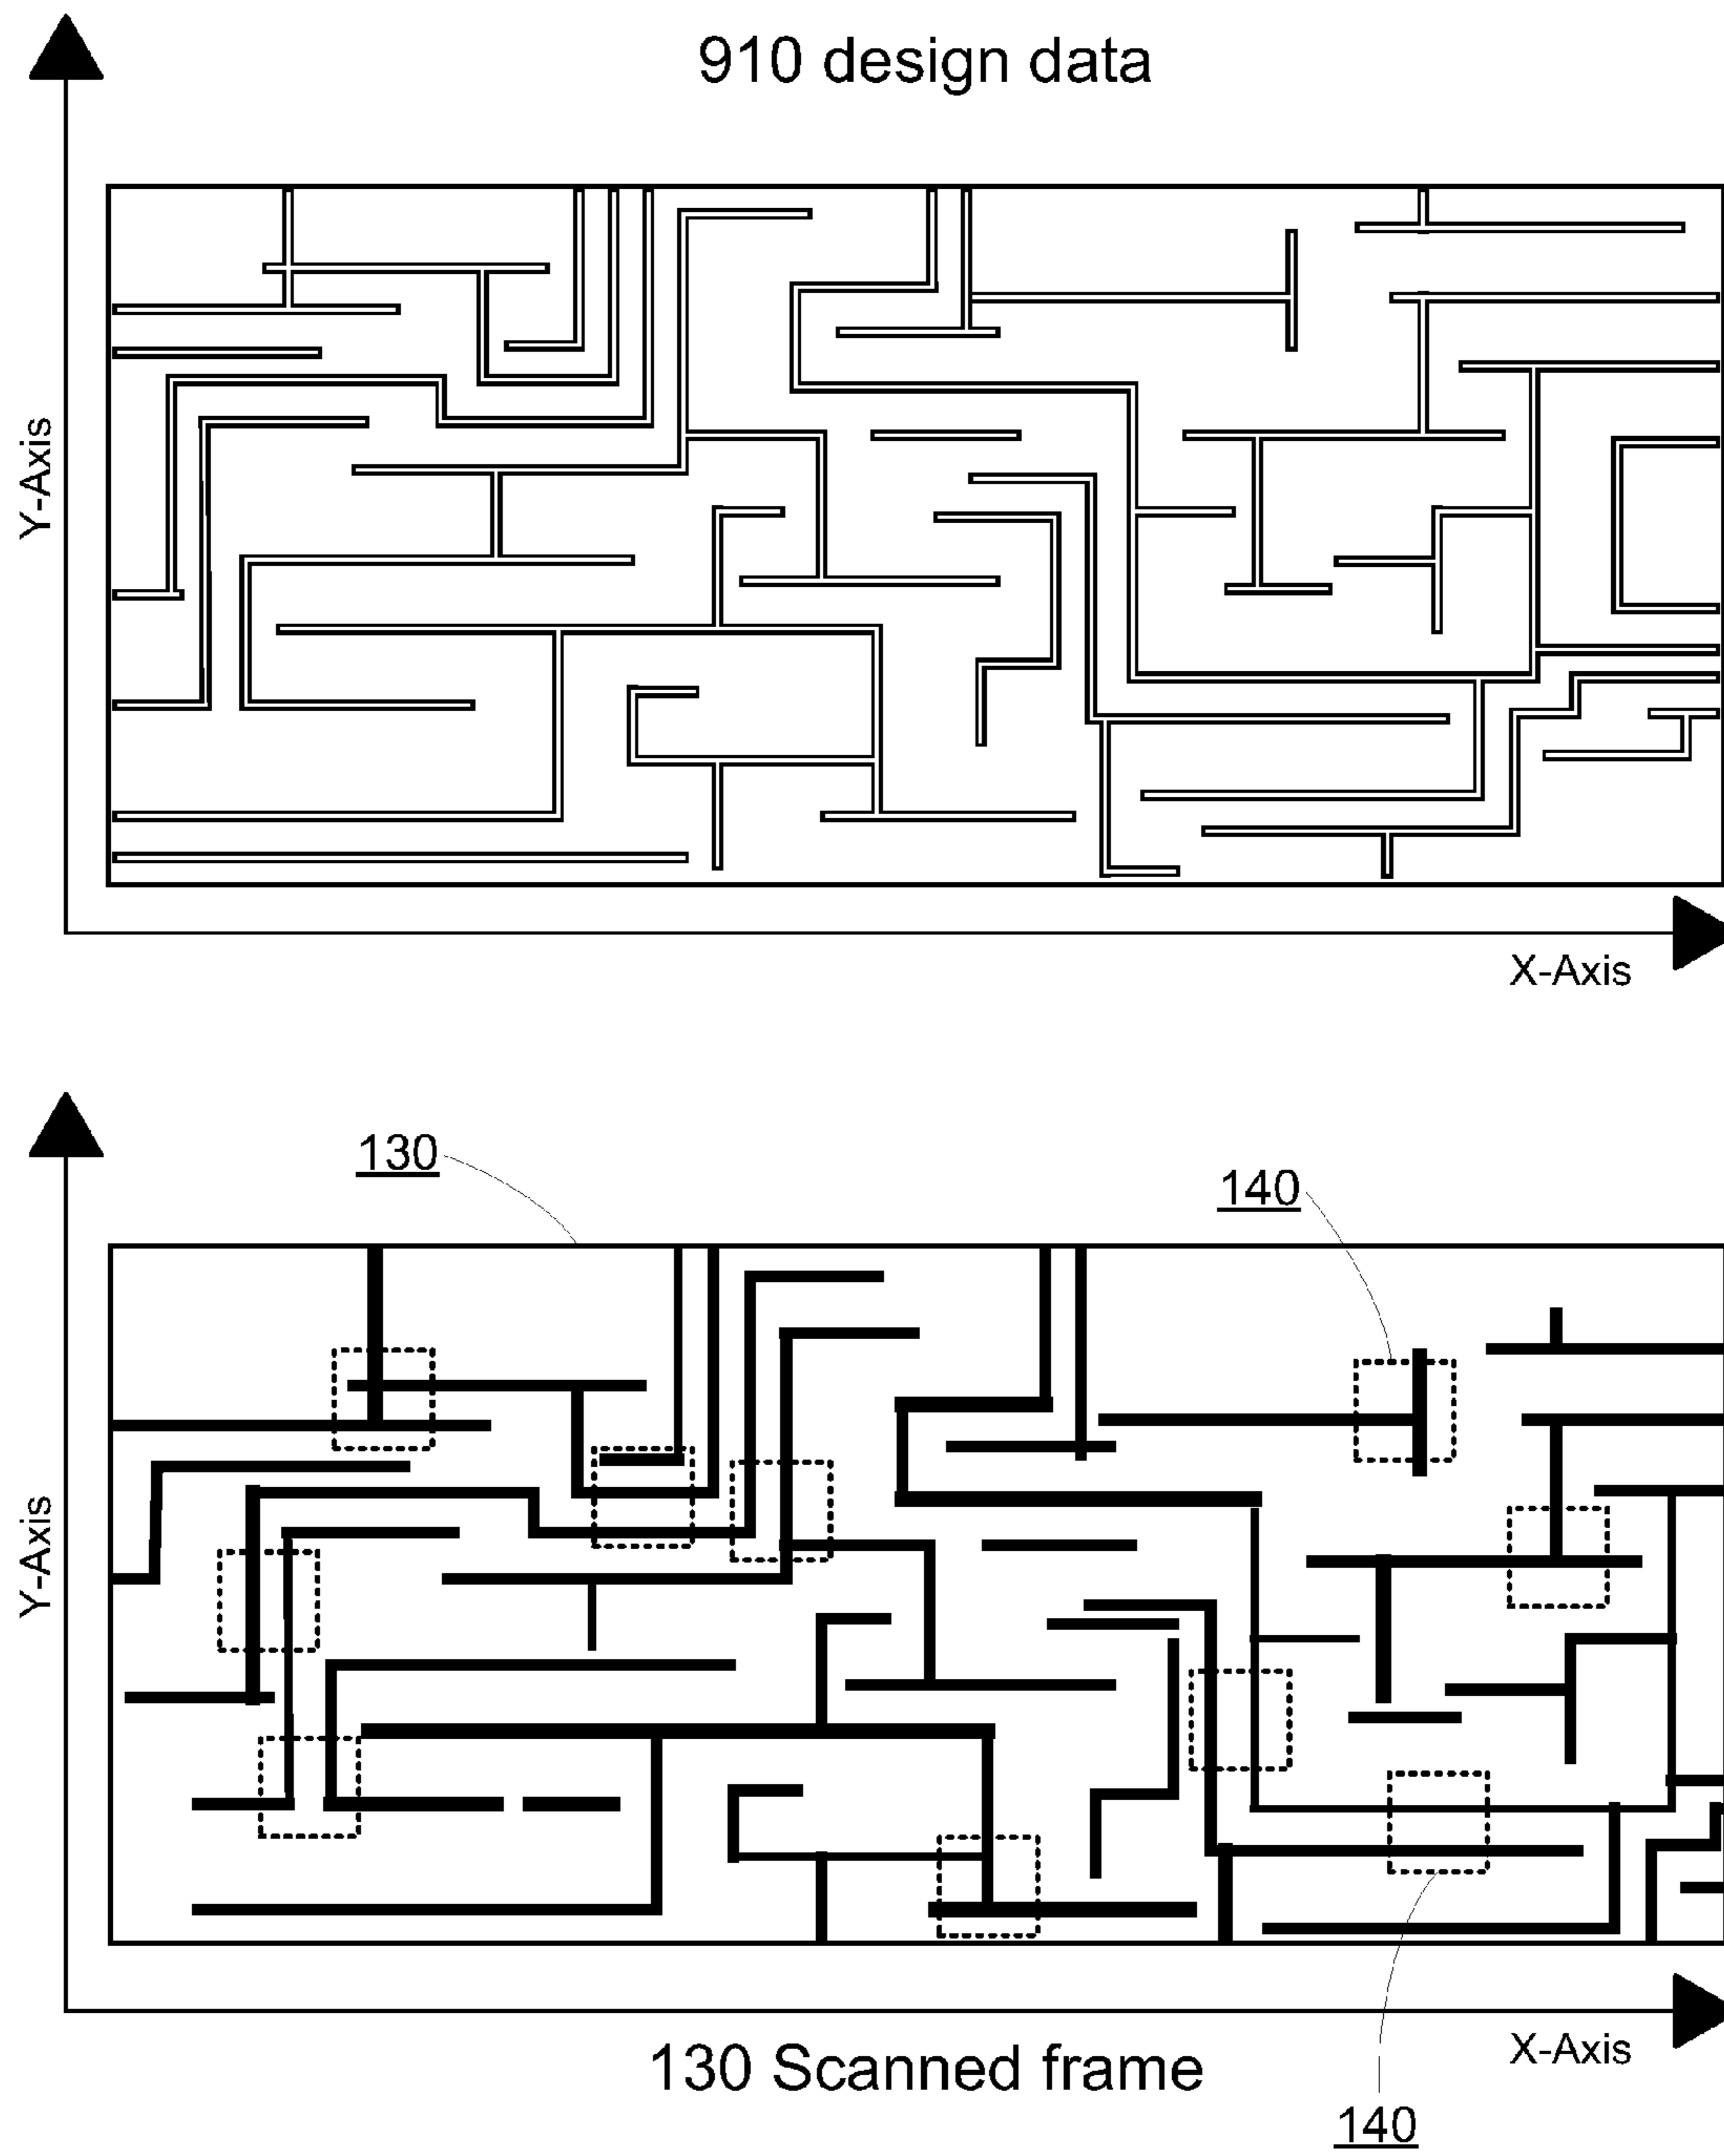 910 design data
Y-Axis
X-Axis
130
140
Y-Axis
X-Axis
130 Scanned frame
140